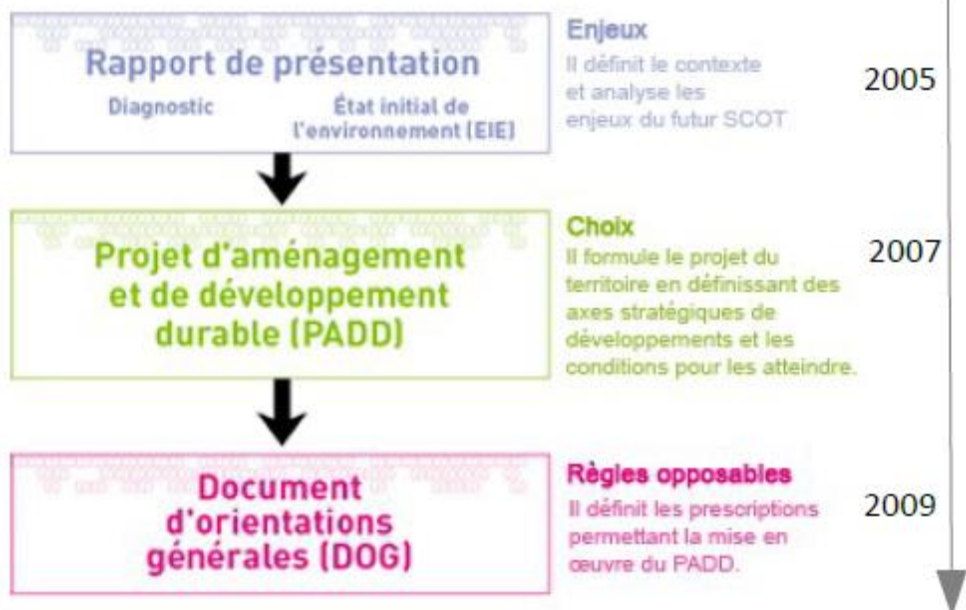 Rapport de présentation
Diagnostic
État initial de
l'environnement (EIE)
Enjeux
Il définit le contexte
et analyse les
enjeux du futur SCOT
2005
Projet d'aménagement
et de développement
durable (PADD)
Choix
Il formule le projet du
territoire en définissant des
axes stratégiques de
développements et les
conditions pour les atteindre.
2007
Document
d'orientations
générales (DOG)
Règles opposables
Il définit les prescriptions
permettant la mise en
œuvre du PADD.
2009